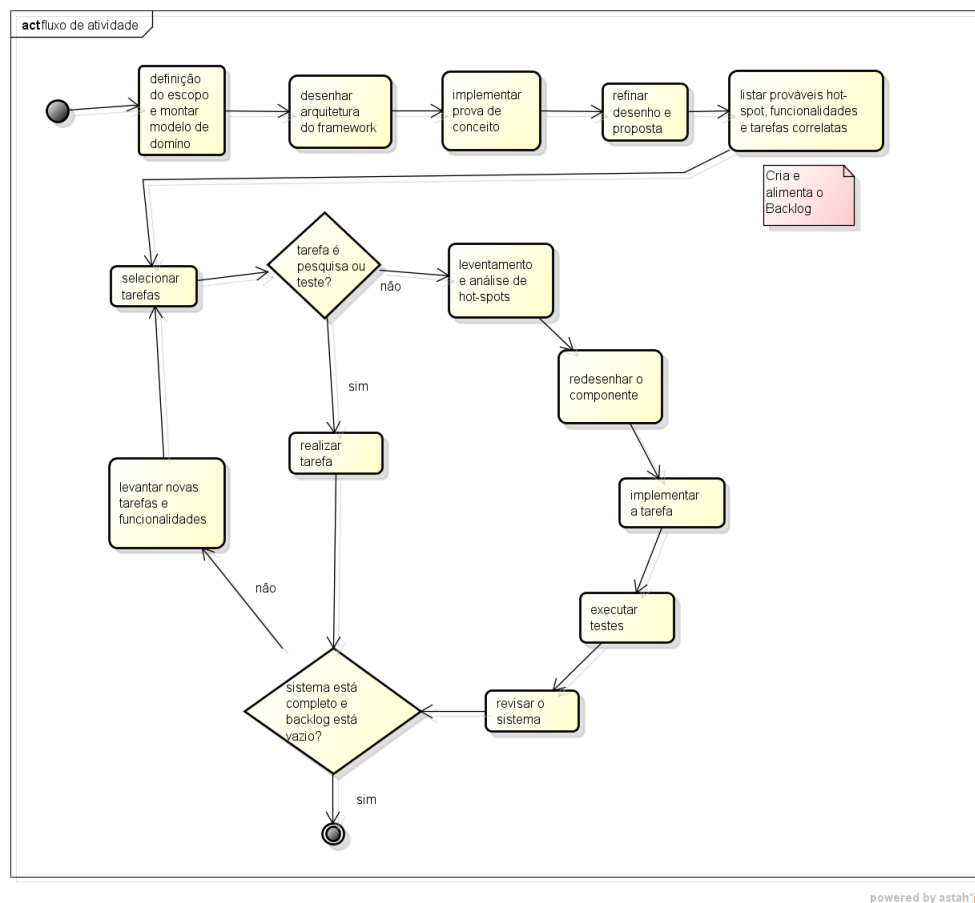 act fluxo de atividade
definição
do escopo
e montar
modelo de
domíno
desenhar
arquitetura
do framework
implementar
prova de
conceito
refinar
desenho e
proposta
listar prováveis hot-
spot, funcionalidades
e tarefas correlatas
Cria e
alimenta o
Backlog
selecionar
tarefas
tarefa é
pesquisa ou
teste?
não
leventamento
e análise de
hot-spots
redesenhar o
componente
sim
realizar
tarefa
levantar novas
tarefas e
funcionalidades
implementar
a tarefa
não
executar
testes
sistema está
completo e
backlog está
vazio?
revisar o
sistema
sim
powered by astah*